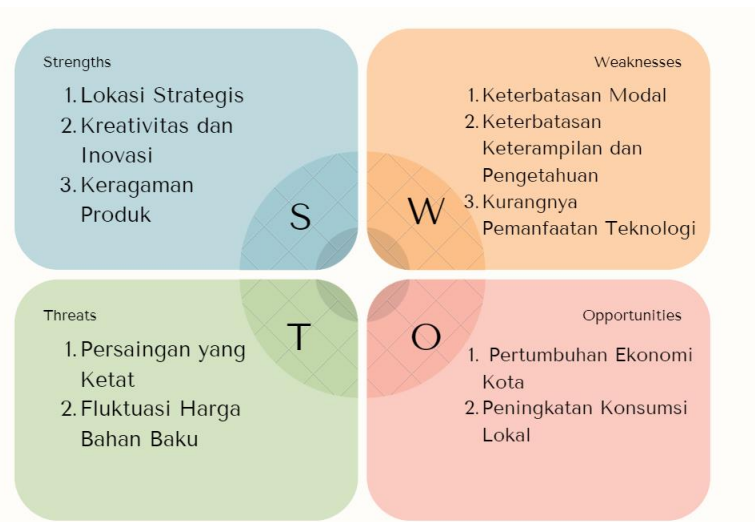 Strengths
1. Lokasi Strategis
2. Kreativitas dan
Inovasi
3. Keragaman
Produk
S
Weaknesses
1. Keterbatasan Modal
2. Keterbatasan
Keterampilan dan
Pengetahuan
3. Kurangnya
Pemanfaatan Teknologi
W
Threats
1. Persaingan yang
Ketat
2. Fluktuasi Harga
Bahan Baku
T
Opportunities
1. Pertumbuhan Ekonomi
Kota
2. Peningkatan Konsumsi
Lokal
O